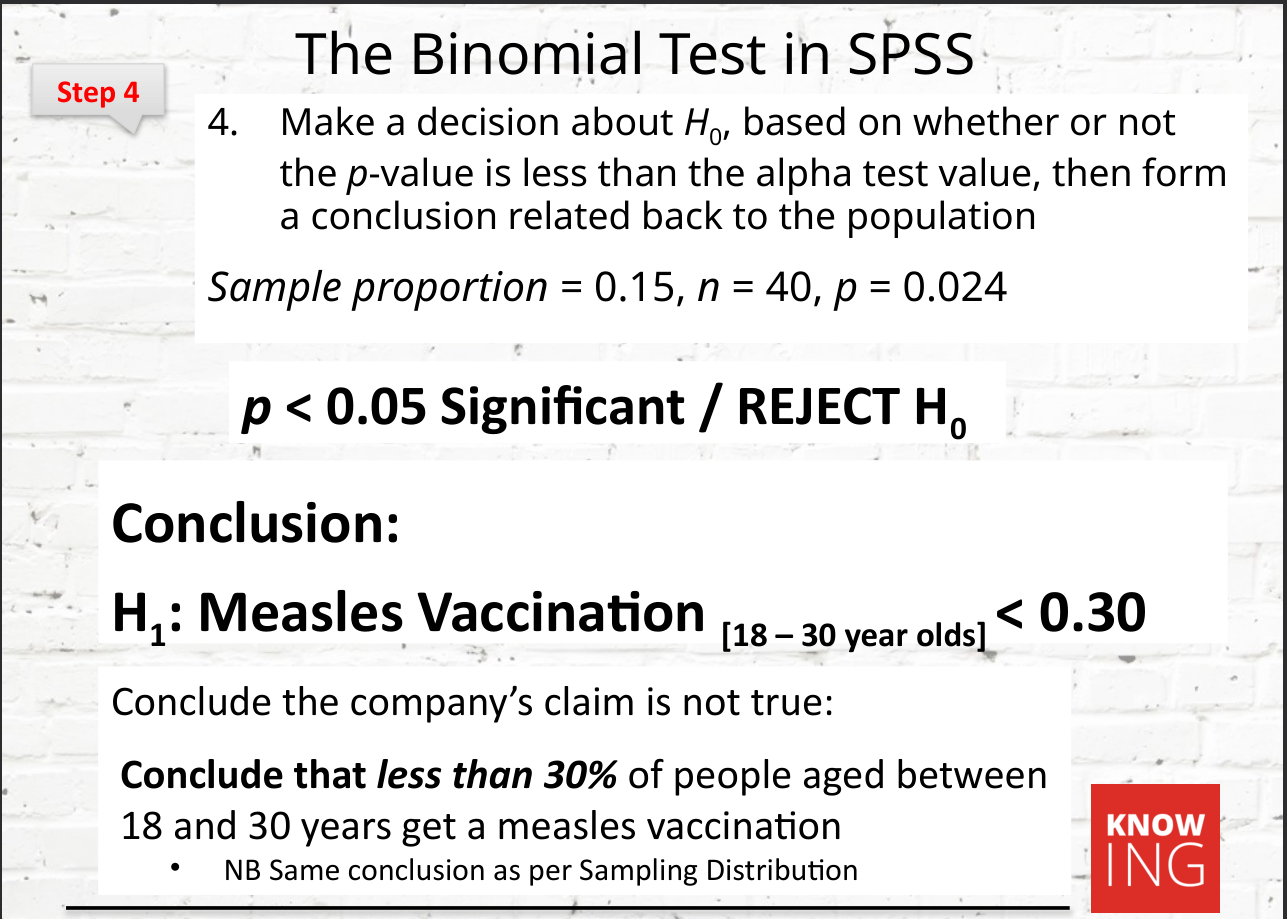 The Binomial Test in SPSS
Step 4
4. Make a decision about H0, based on whether or not
the p-value is less than the alpha test value, then form
a conclusion related back to the population
Sample proportion = 0.15, n = 40, p = 0.024
p < 0.05 Significant / REJECT H0
Conclusion:
H1: Measles Vaccination [18 – 30 year olds] < 0.30
Conclude the company’s claim is not true:
Conclude that less than 30% of people aged between
18 and 30 years get a measles vaccination
• NB Same conclusion as per Sampling Distribution
KNOW
ING